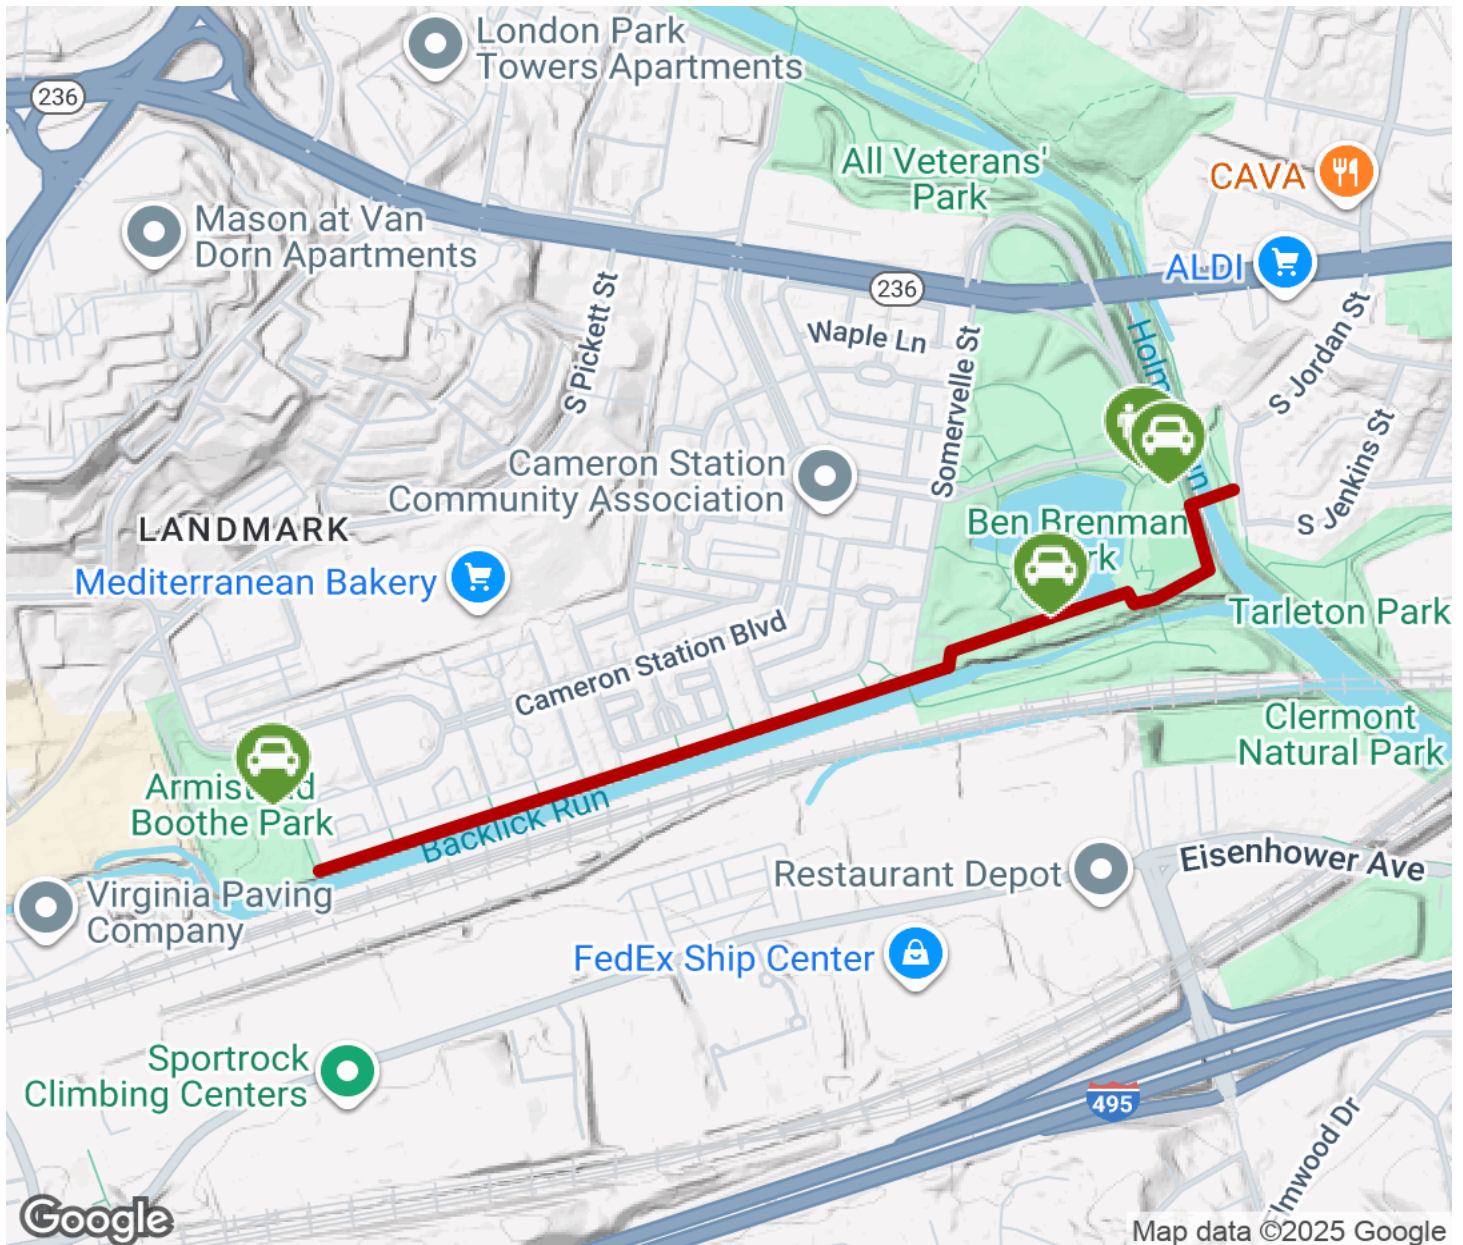 London Park
Towers Apartments
236
All Veterans'
Park
CAVA
Mason at Van
Dorn Apartments
ALDI
236
S Pickett St
Waple Ln
Somervelle St
S Jordan St
S Jenkins St
Cameron Station
Community Association
LANDMARK
Ben Brenman
Mediterranean Bakery
Tarleton Park
Cameron Station Blvd
Clermont
Natural Park
Boothe Park
Backlick Run
Eisenhower Ave
Restaurant Depot
Virginia Paving
Company
FedEx Ship Center
Sportrock
Climbing Centers
495
Google
Map data ©2025 Google